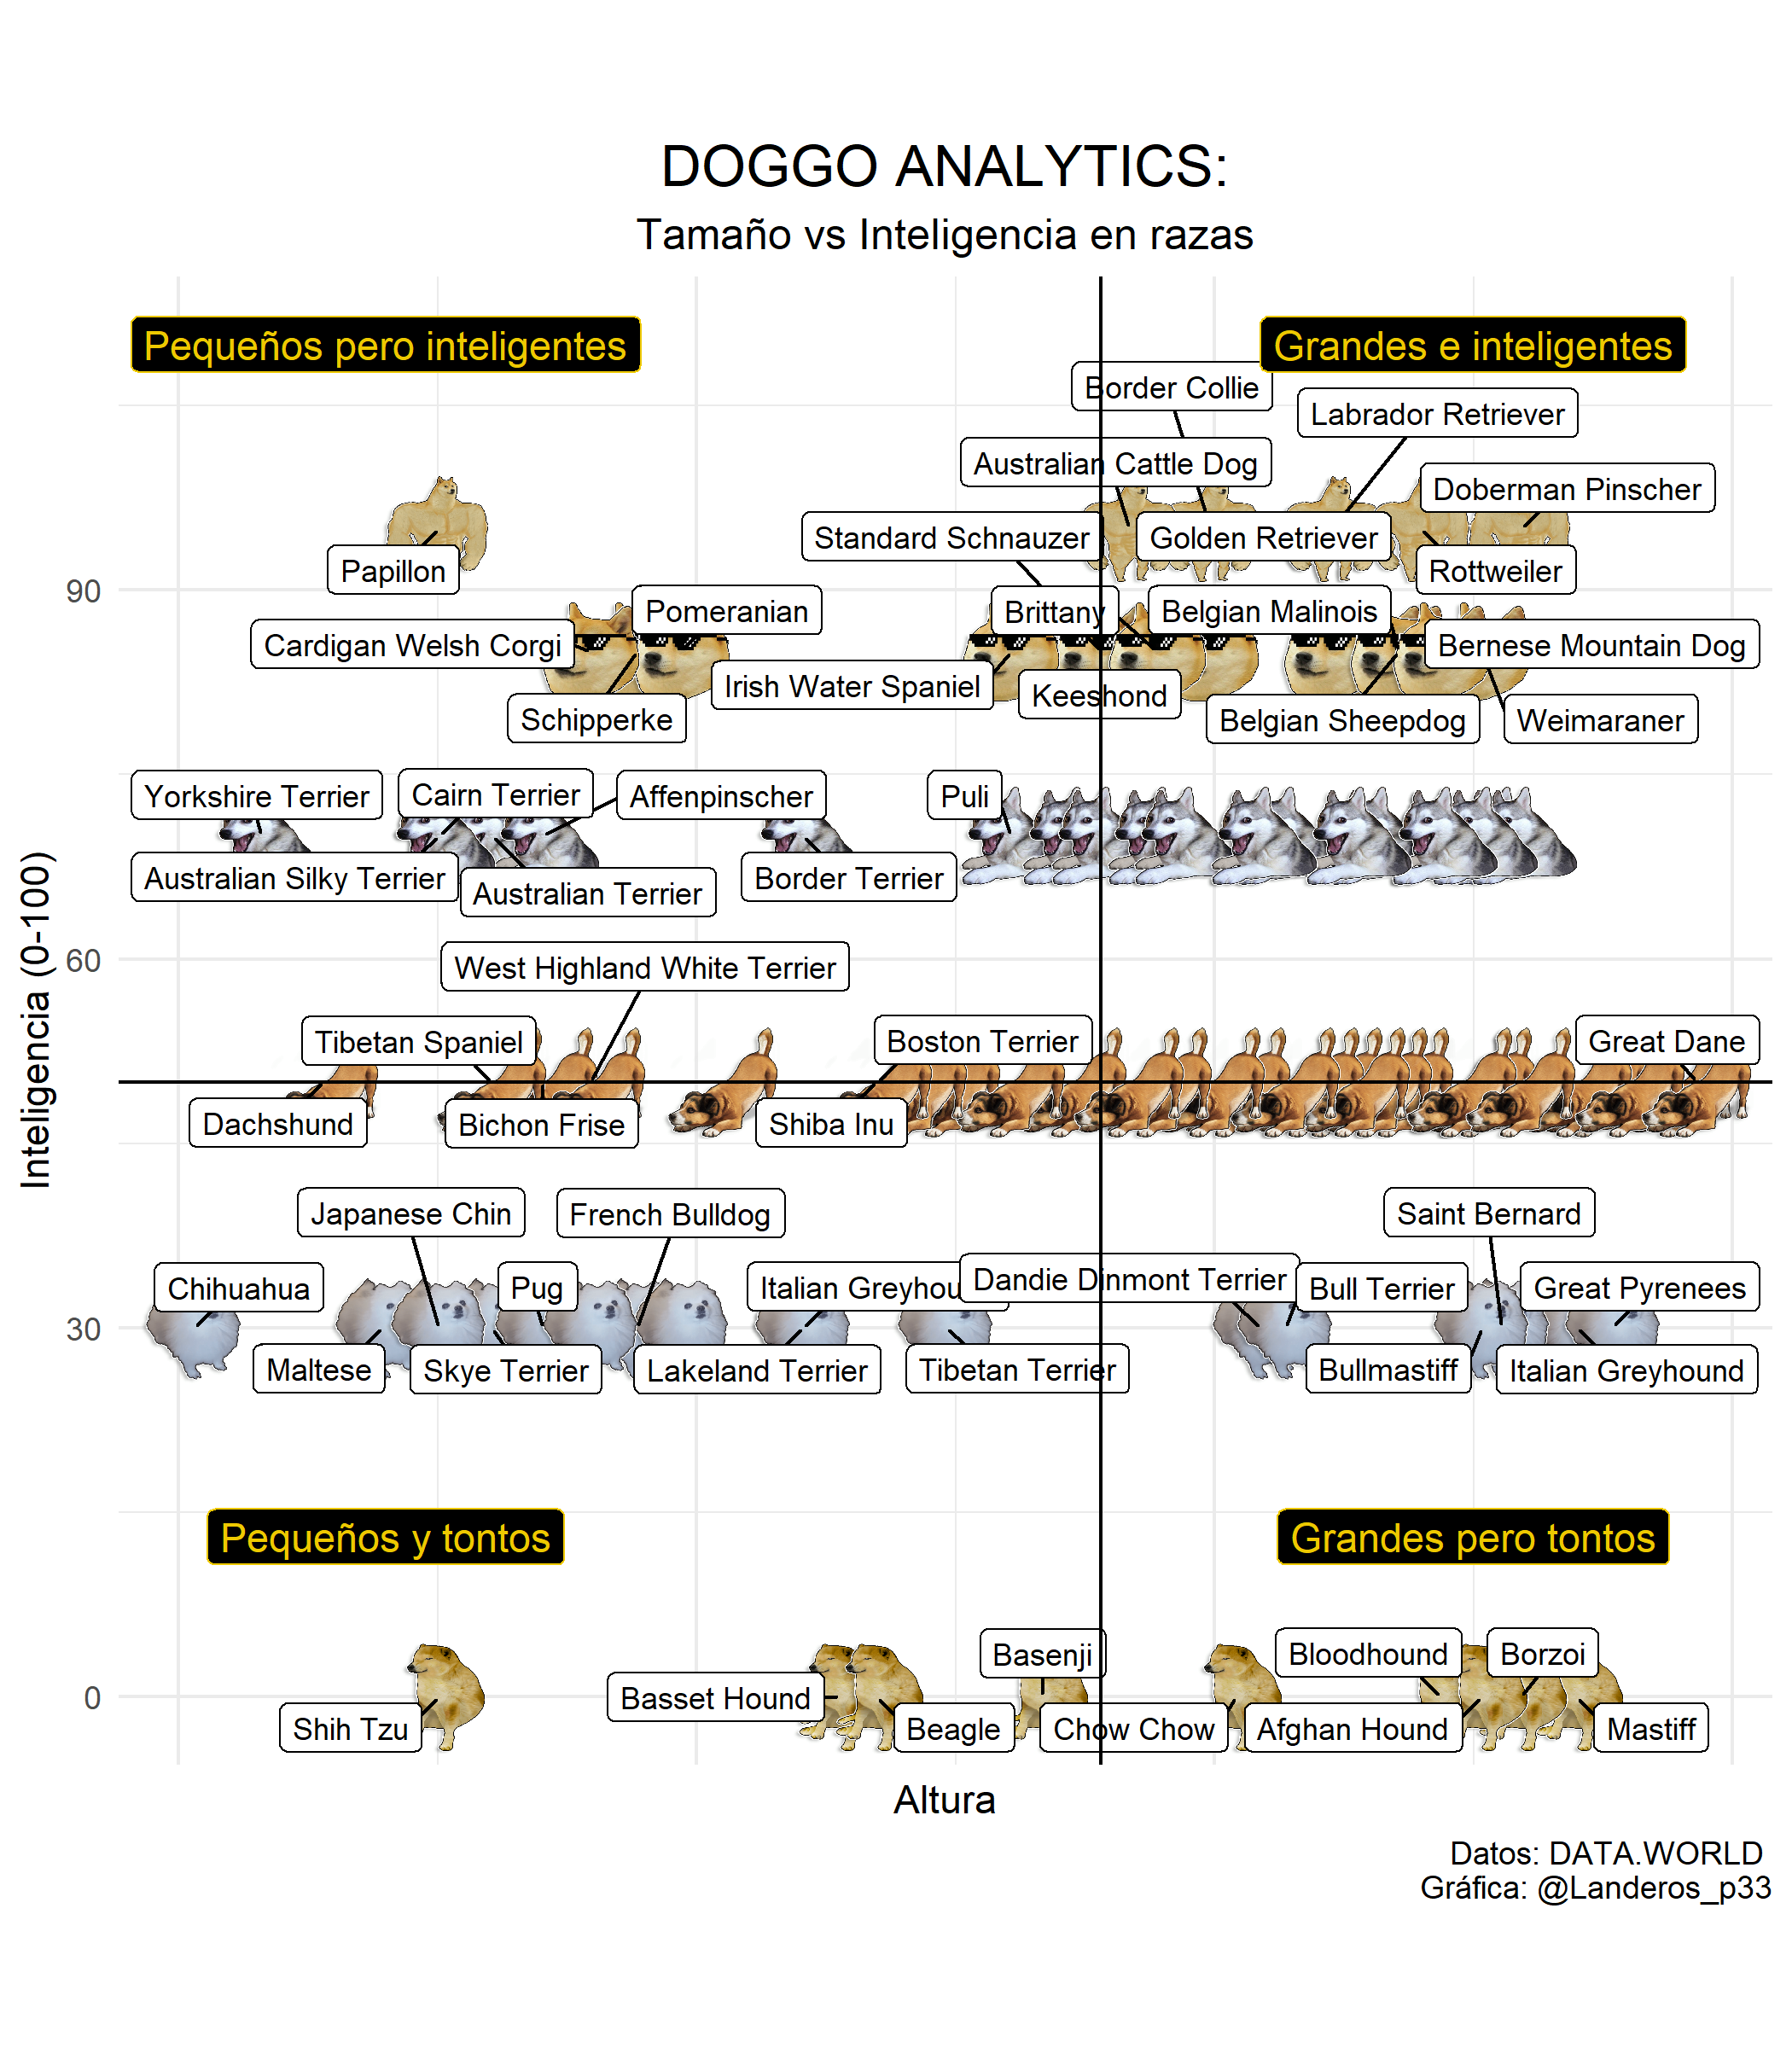 DOGGO ANALYTICS:
Tamaño vs Inteligencia en razas
Pequeños pero inteligentes
Grandes e inteligentes
Border Collie
Labrador Retriever
Australian Cattle Dog
Doberman Pinscher
Standard Schnauzer
Golden Retriever
Papillon
Rottweiler
90
Pomeranian
Brittany
Belgian Malinois
Cardigan Welsh Corgi
Bernese Mountain Dog
Irish Water Spaniel
Keeshond
Schipperke
Belgian Sheepdog
Weimaraner
Yorkshire Terrier
Cairn Terrier
Affenpinscher
Puli
Australian Silky Terrier
Australian Terrier
Border Terrier
Inteligencia (0-100)
60
West Highland White Terrier
Tibetan Spaniel
Boston Terrier
Great Dane
Dachshund
Bichon Frise
Shiba Inu
Japanese Chin
French Bulldog
Saint Bernard
Chihuahua
Pug
Italian Greyhou
Dandie Dinmont Terrier
Bull Terrier
Great Pyrenees
30
Maltese
Skye Terrier
Lakeland Terrier
Tibetan Terrier
Bullmastiff
Italian Greyhound
Pequeños y tontos
Grandes pero tontos
Basenji
Bloodhound
Borzoi
0
Basset Hound
Shih Tzu
Beagle
Chow Chow
Afghan Hound
Mastiff
Altura
Datos: DATA.WORLD
Gráfica: @Landeros_p33